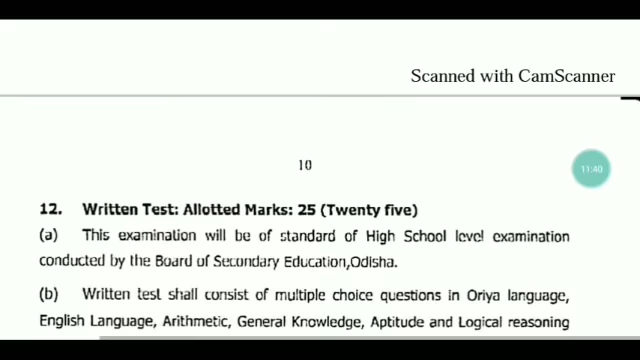 Scanned with CamScanner
10
11:40
12. Written Test: Allotted Marks: 25 (Twenty five)
(a) This examination will be of standard of High School level examination
conducted by the Board of Secondary Education,Odisha.
(b) Written test shall consist of multiple choice questions in Oriya language,
English Language, Arithmetic, General Knowledge, Aptitude and Logical reasoning